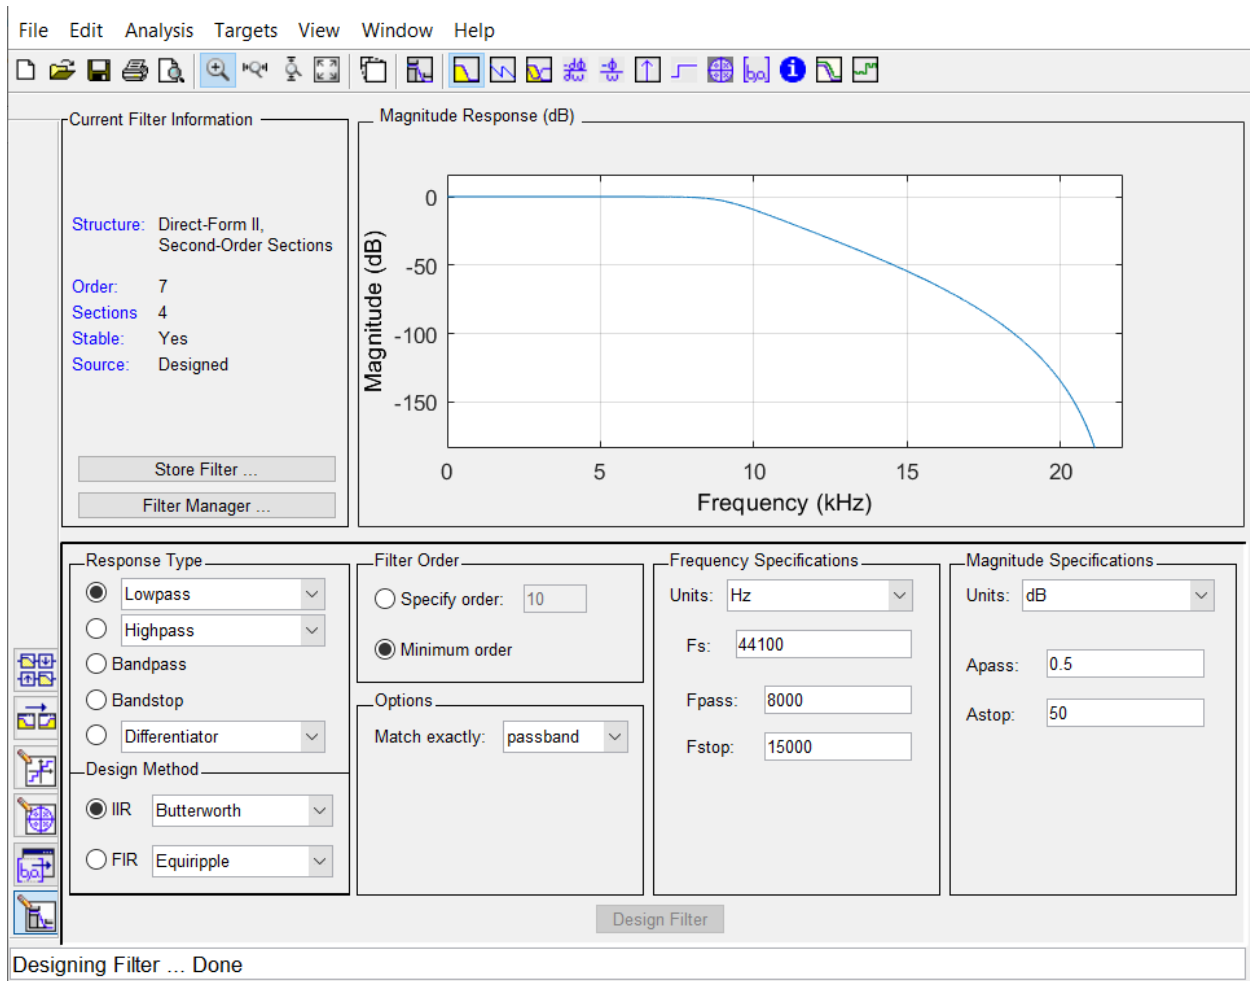 File Edit Analysis Targets View Window Help
Current Filter Information
Structure: Direct-Form II,
Second-Order Sections
Order: 7
Sections 4
Stable: Yes
Source: Designed
Store Filter ...
Filter Manager ...
Magnitude Response (dB)
Magnitude (dB)
0
-50
-100
-150
0 5 10 15 20
Frequency (kHz)
Response Type
Lowpass
Highpass
Bandpass
Bandstop
Differentiator
Design Method
IIR Butterworth
FIR Equiripple
Filter Order
Specify order: 10
Minimum order
Options
Match exactly: passband
Frequency Specifications
Units: Hz
Fs: 44100
Fpass: 8000
Fstop: 15000
Magnitude Specifications
Units: dB
Apass: 0.5
Astop: 50
Design Filter
Designing Filter ... Done